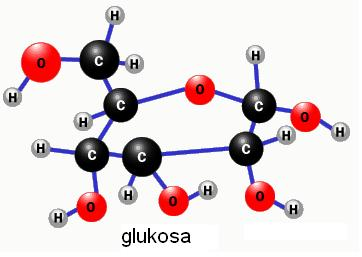 H
O C H
H
H C O C H O H
H C C C H
O H O H O H
H
glukosa